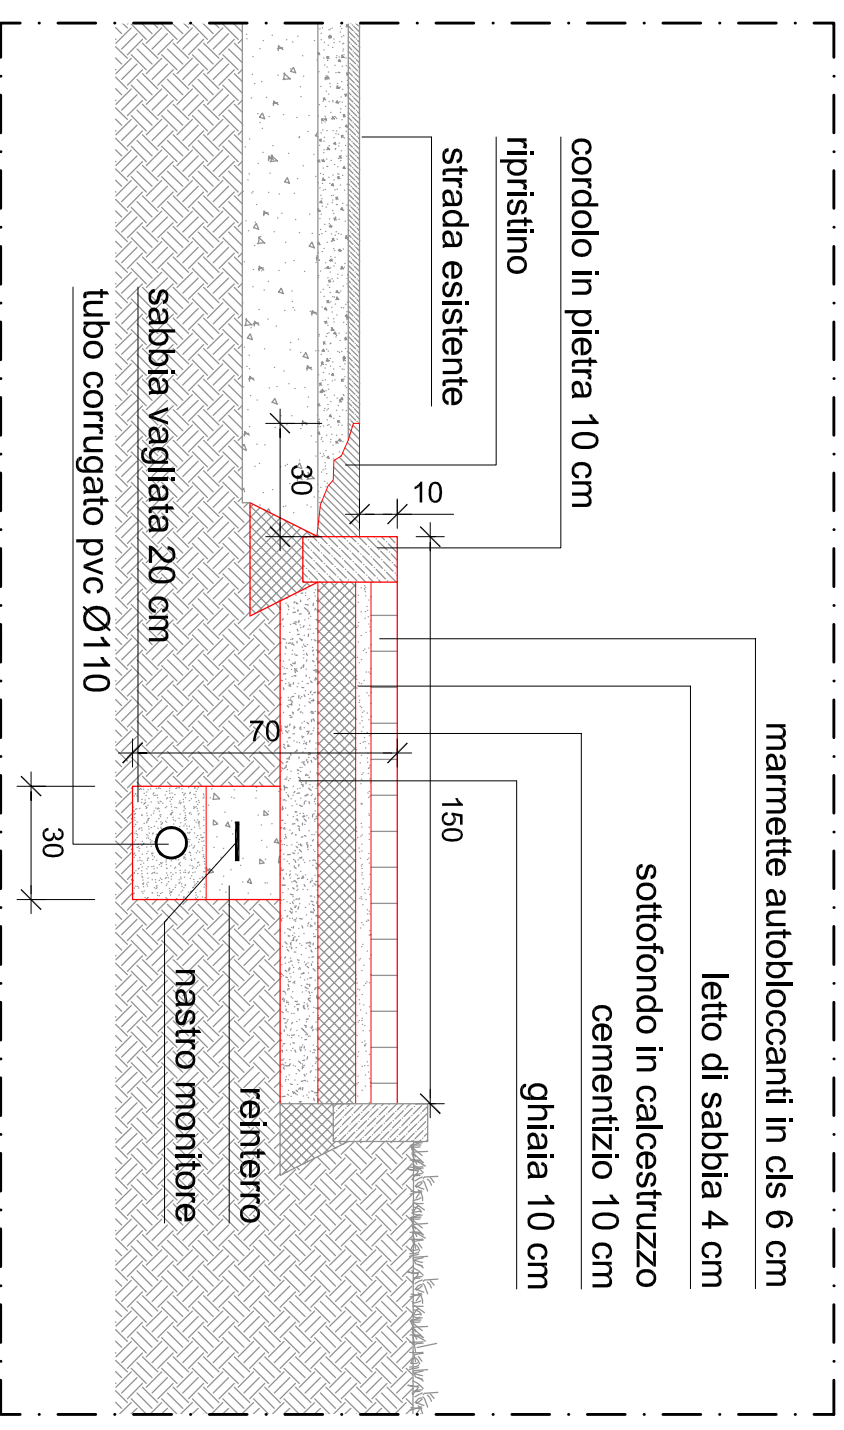 cordolo in pietra 10 cm
ripristino
strada esistente
marmette autobloccanti in cls 6 cm
letto di sabbia 4 cm
sottofondo in calcestruzzo
cementizio 10 cm
ghiaia 10 cm
10
30
150
70
30
sabbia vagliata 20 cm
tubo corrugato pvc Ø110
reinterro
nastro monitore